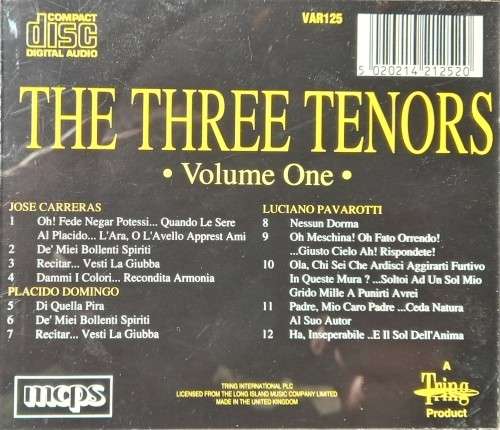 COMPACT
disc
DIGITAL AUDIO
VAR125
5 020214 212520
THE THREE TENORS
• Volume One •
JOSE CARRERAS
1 Oh! Fede Negar Potessi... Quando Le Sere
Al Placido... L'Ara, O L'Avello Apprest Ami
2 De' Miei Bollenti Spiriti
3 Recitar... Vesti La Giubba
4 Dammi I Colori... Recondita Armonia
PLACIDO DOMINGO
5 Di Quella Pira
6 De' Miei Bollenti Spiriti
7 Recitar... Vesti La Giubba
LUCIANO PAVAROTTI
8 Nessun Dorma
9 Oh Meschina! Oh Fato Orrendo!
...Giusto Cielo Ah! Rispondete!
10 Ola, Chi Sei Che Ardisci Aggirarti Furtivo
In Queste Mura ? ...Soltoi Ad Un Sol Mio
Grido Mille A Punirti Avrei
11 Padre, Mio Caro Padre ...Ceda Natura
Al Suo Autor
12 Ha, Inseperabile ..E Il Sol Dell'Anima
mcps
TRING INTERNATIONAL PLC
LICENSED FROM THE LONG ISLAND MUSIC COMPANY LIMITED
MADE IN THE UNITED KINGDOM
A
Tring
Product